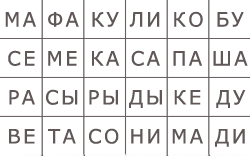 МА ФА КУ ЛИ КО БУ
СЕ МЕ КА СА ПА ША
РА СЫ РЫ ДЫ КЕ ДУ
ВЕ ТА СО НИ МА ДИ